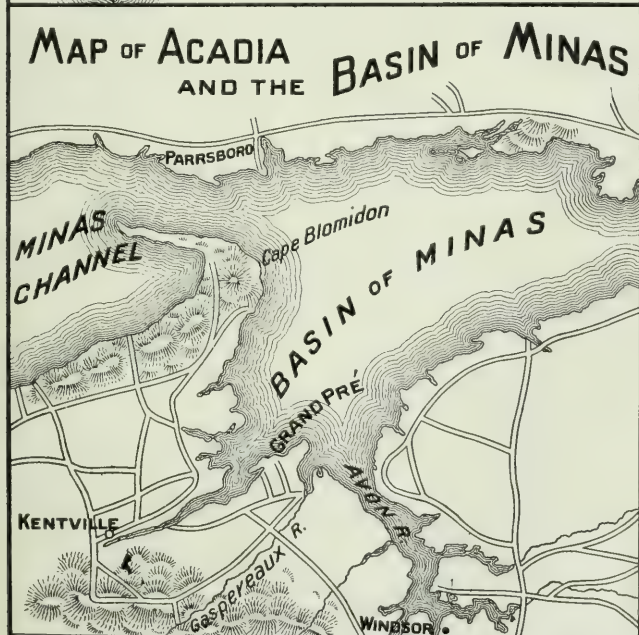 MAP OF ACADIA
AND THE BASIN OF MINAS
PARRSBORO
MINAS
CHANNEL
Cape Blomidon
BASIN OF MINAS
GRAND PRÉ
AVON R.
KENTVILLE
Gaspereaux R.
WINDSOR